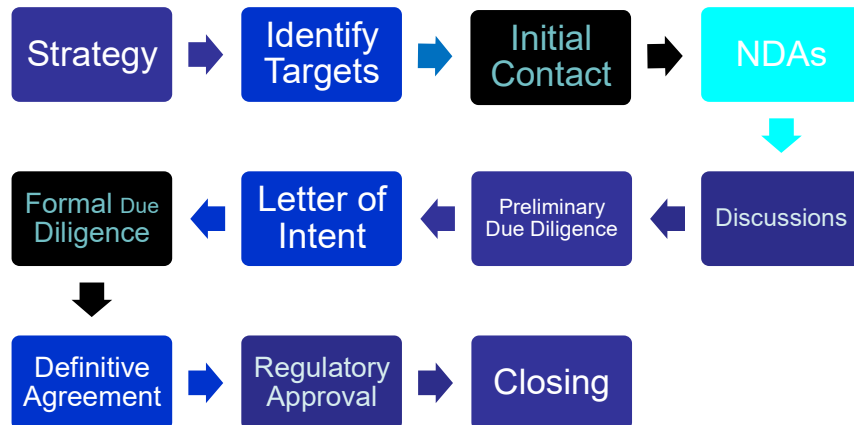 Strategy
Identify
Targets
Initial
Contact
NDAs
Discussions
Preliminary
Due Diligence
Letter of
Intent
Formal Due
Diligence
Definitive
Agreement
Regulatory
Approval
Closing